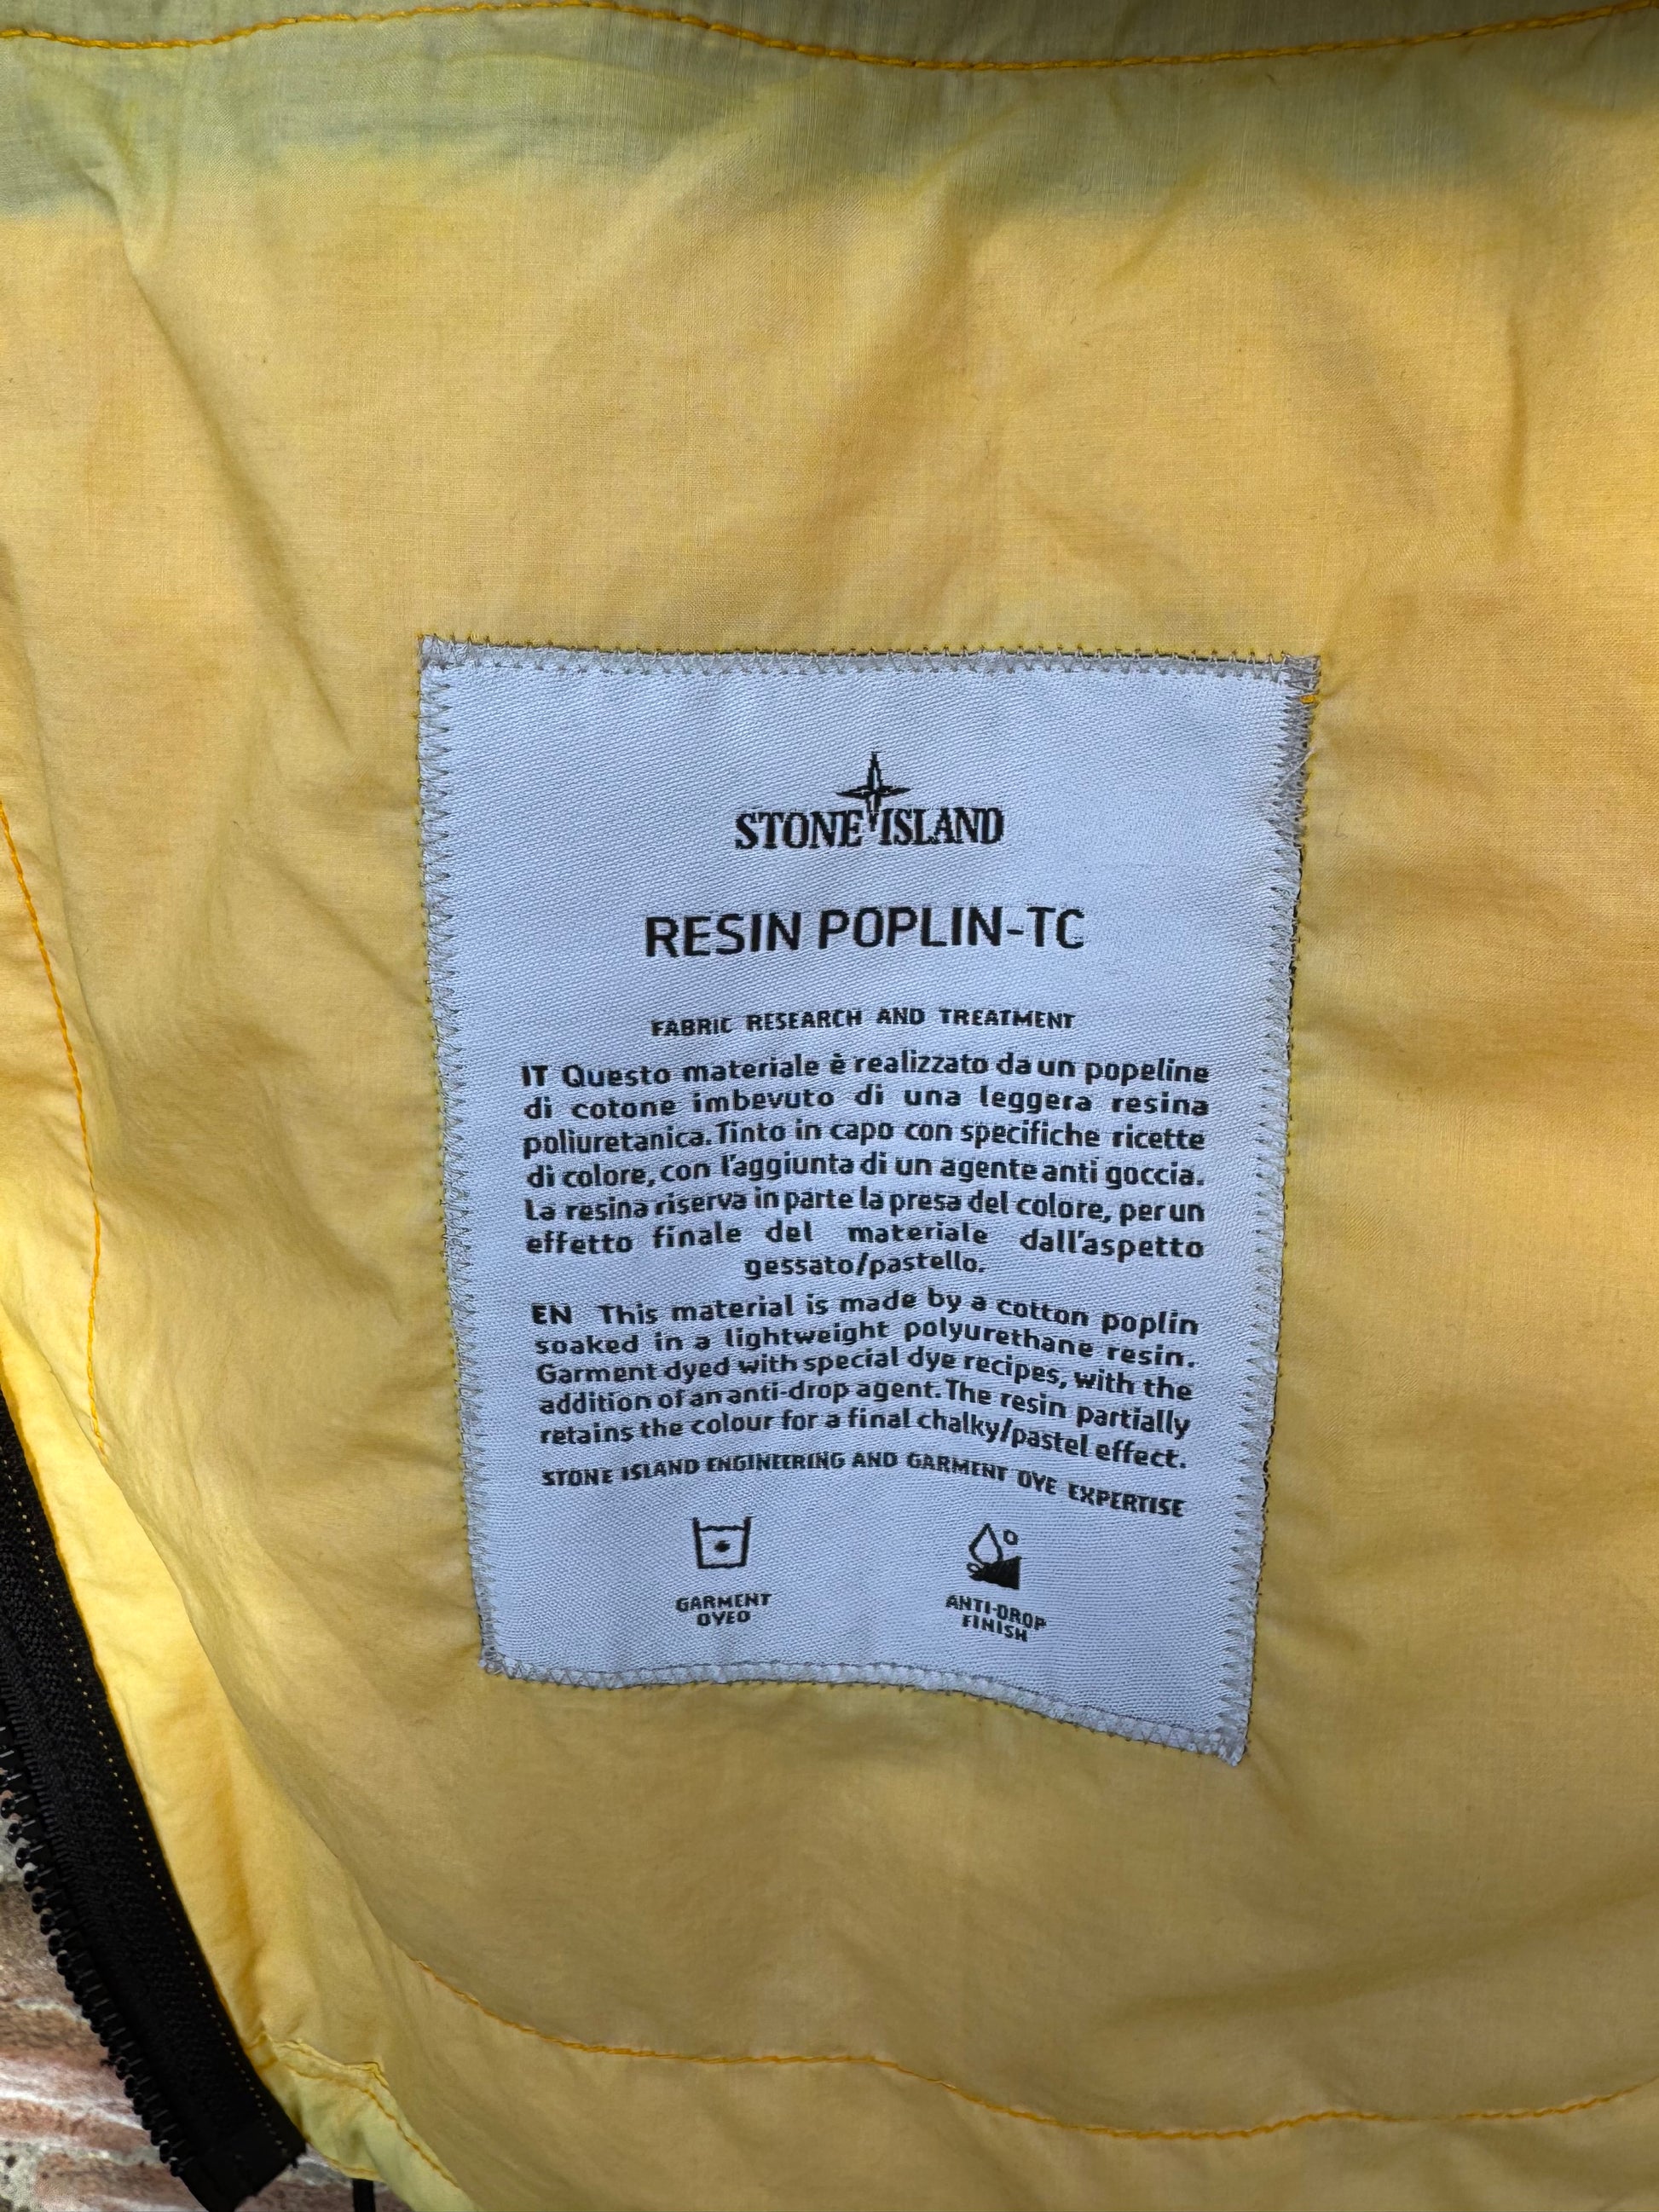 STONE ISLAND
RESIN POPLIN-TC
FABRIC RESEARCH AND TREATMENT
IT Questo materiale è realizzato da un popeline
di cotone imbevuto di una leggera resina
poliuretanica. Tinto in capo con specifiche ricette
di colore, con l'aggiunta di un agente anti goccia.
La resina riserva in parte la presa del colore, per un
effetto finale del materiale dall'aspetto
gessato/pastello.
EN This material is made by a cotton poplin
soaked in a lightweight polyurethane resin.
Garment dyed with special dye recipes, with the
addition of an anti-drop agent. The resin partially
retains the colour for a final chalky/pastel effect.
STONE ISLAND ENGINEERING AND GARMENT DYE EXPERTISE
GARMENT
DYED
ANTI-DROP
FINISH